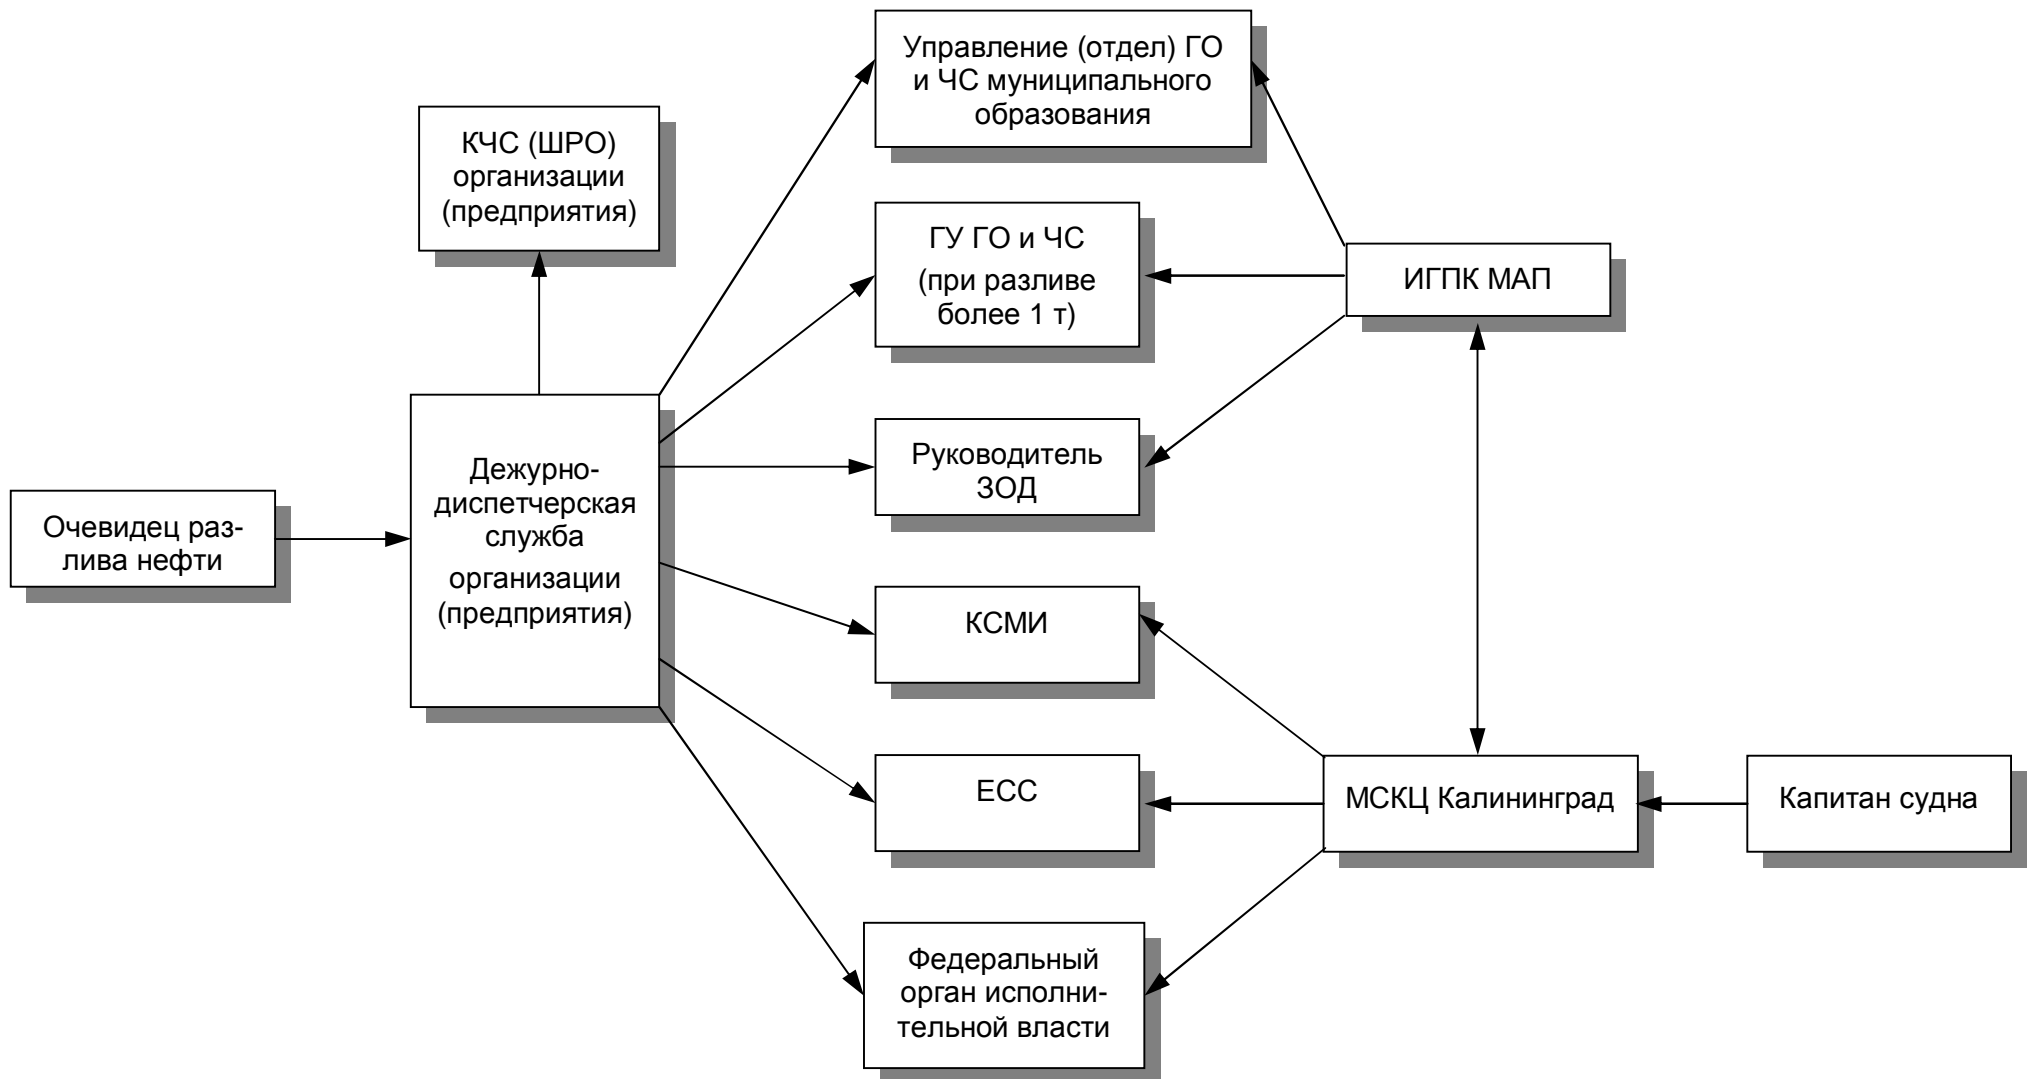 Управление (отдел) ГО
и ЧС муниципального
образования
КЧС (ШРО)
организации
(предприятия)
ГУ ГО и ЧС
(при разливе
более 1 т)
ИГПК МАП
Руководитель
ЗОД
Дежурно-
диспетчерская
служба
организации
(предприятия)
Очевидец раз-
лива нефти
КСМИ
ЕСС
МСКЦ Калининград
Капитан судна
Федеральный
орган исполни-
тельной власти